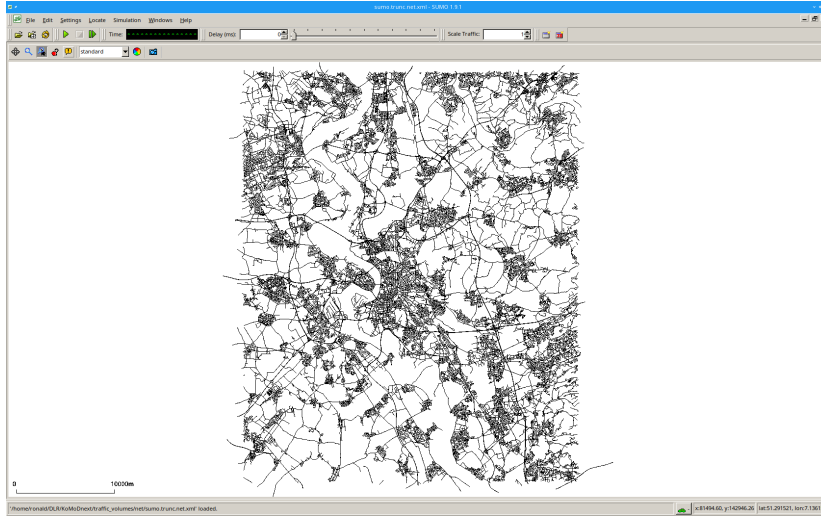 sumo.trunc.net.xml - SUMO 1.9.1
File Edit Settings Locate Simulation Windows Help
Time: Delay (ms): 0 Scale Traffic: 1
standard
0 10000m
'/home/ronald/DLR/KoMoDnext/traffic_volumes/net/sumo.trunc.net.xml' loaded. x:81494.60, y:142946.26 lat:51.291521, lon:7.1361